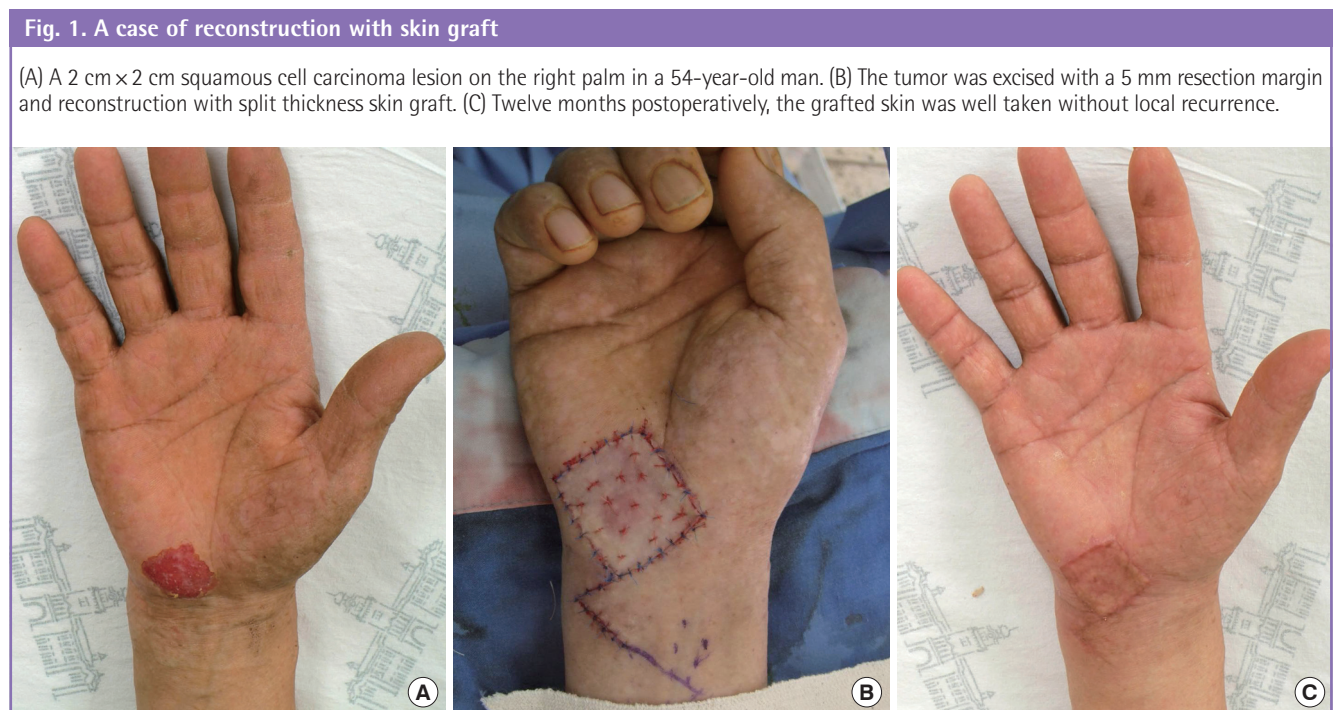 Fig. 1. A case of reconstruction with skin graft
(A) A 2 cm × 2 cm squamous cell carcinoma lesion on the right palm in a 54-year-old man. (B) The tumor was excised with a 5 mm resection margin
and reconstruction with split thickness skin graft. (C) Twelve months postoperatively, the grafted skin was well taken without local recurrence.
A
B
C